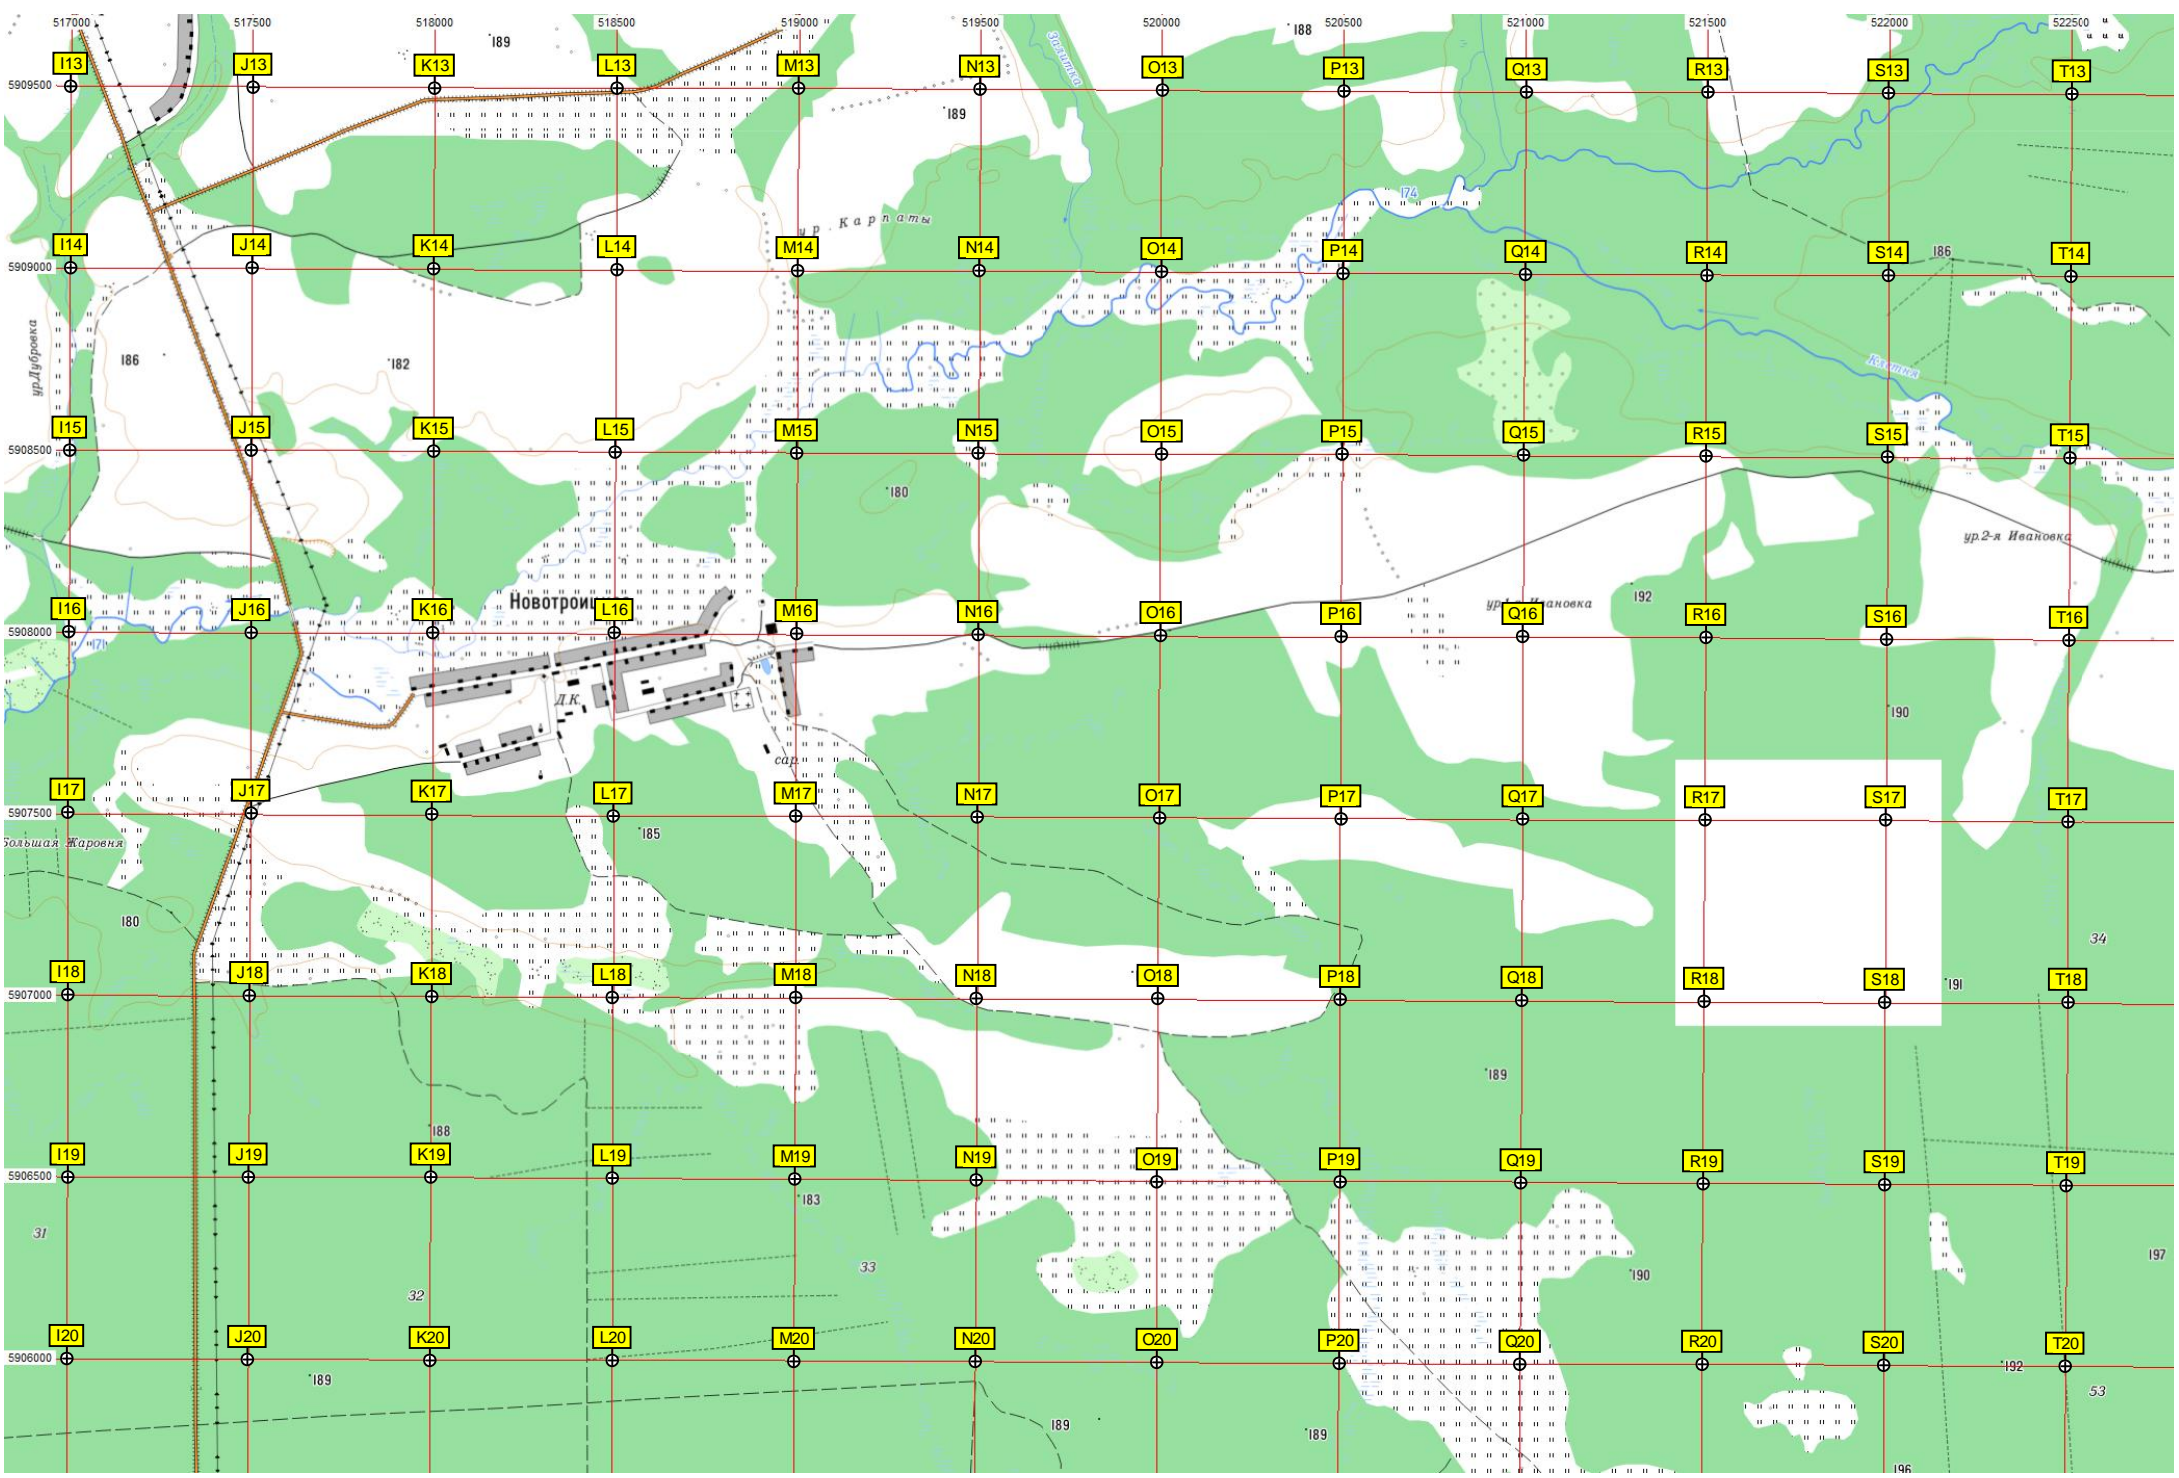 517000 517500 518000 518500 519000 519500 520000 520500 521000 521500 522000 522500
189 Залитка 188
I13 J13 K13 L13 M13 N13 O13 P13 Q13 R13 S13 T13
5909500
189
174
ур. Карпаты
I14 J14 K14 L14 M14 N14 O14 P14 Q14 R14 S14 T14
186
5909000
ур.Дубровка
186 182
I15 J15 K15 L15 M15 N15 O15 P15 Q15 R15 S15 T15
5908500
180
ур.2-я Ивановка
192
I16 J16 K16 L16 M16 N16 O16 P16 Q16 R16 S16 T16
5908000
171
Д.К.
190
сар.
I17 J17 K17 L17 M17 N17 O17 P17 Q17 R17 S17 T17
5907500
185
Большая Жаровня
180
34
I18 J18 K18 L18 M18 N18 O18 P18 Q18 R18 S18 T18
191
5907000
189
188
I19 J19 K19 L19 M19 N19 O19 P19 Q19 R19 S19 T19
5906500
183
31
197
33
190
32
I20 J20 K20 L20 M20 N20 O20 P20 Q20 R20 S20 T20
5906000
192
189
53
189
189
196